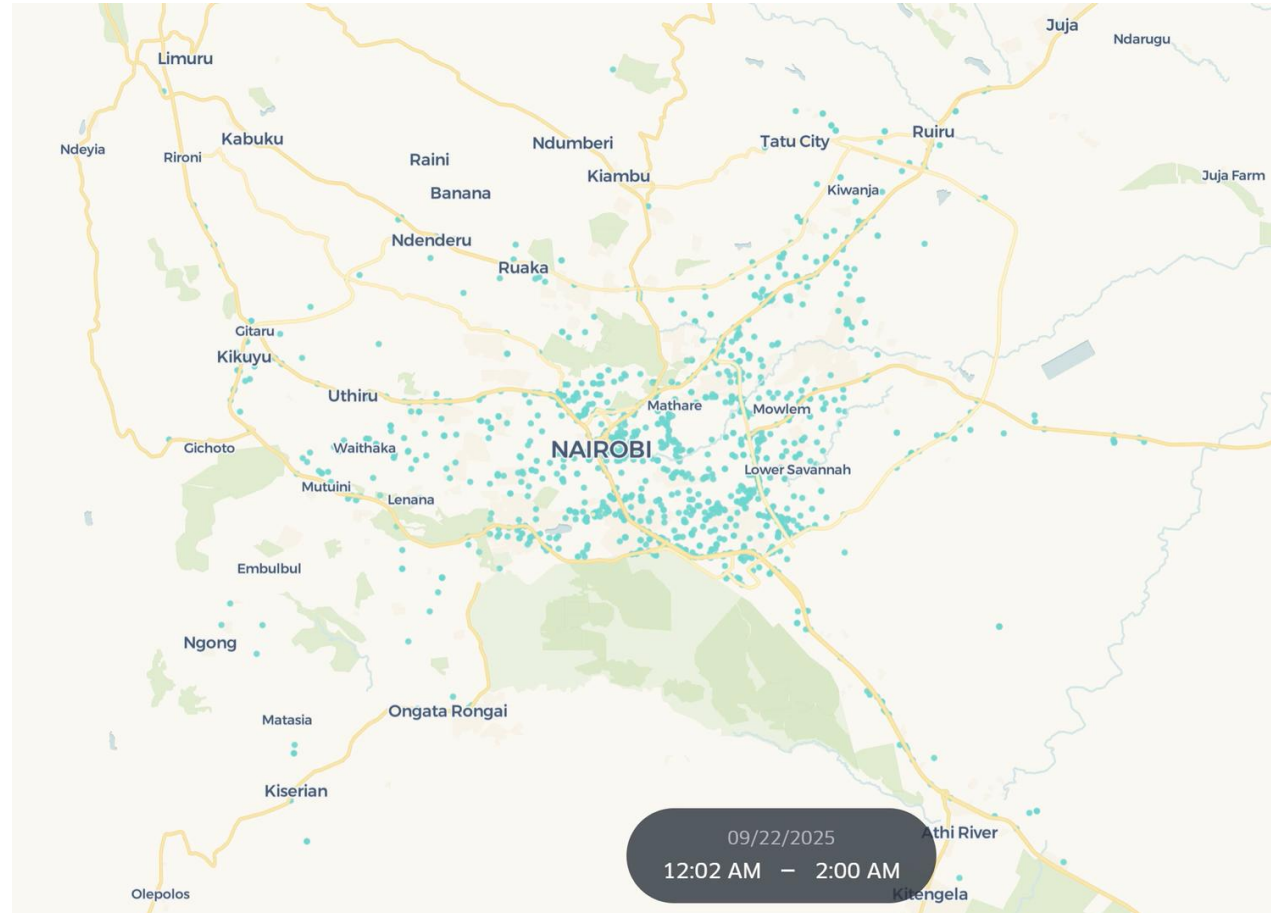 Juja
Ndarugu
Limuru
Ruiru
Kabuku
Ndumberi
Tatu City
Ndeyia
Rironi
Raini
Kiambu
Juja Farm
Banana
Kiwanja
Ndenderu
Ruaka
Gitaru
Kikuyu
Uthiru
Mathare
Mowlem
Gichoto
Waithaka
NAIROBI
Lower Savannah
Mutuini
Lenana
Embulbul
Ngong
Matasia
Ongata Rongai
Kiserian
Athi River
09/22/2025
12:02 AM – 2:00 AM
Olepolos
Kitengela